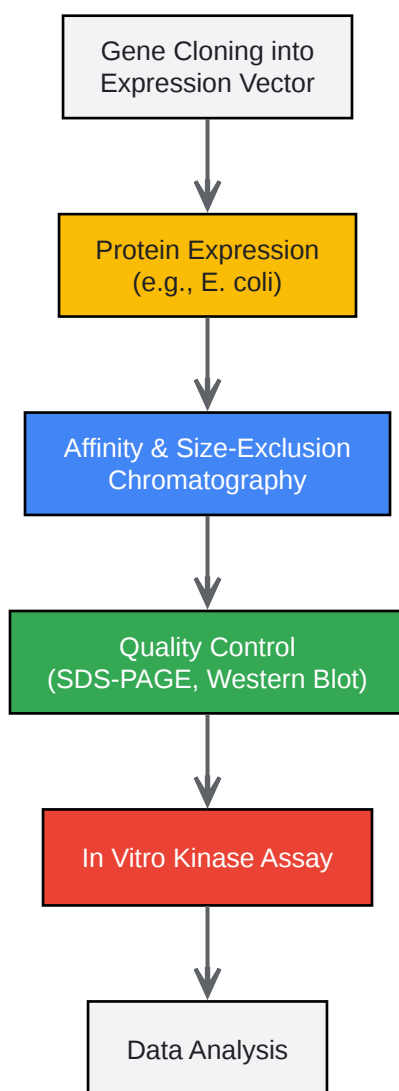 Gene Cloning into
Expression Vector
Protein Expression
(e.g., E. coli)
Affinity & Size-Exclusion
Chromatography
Quality Control
(SDS-PAGE, Western Blot)
In Vitro Kinase Assay
Data Analysis